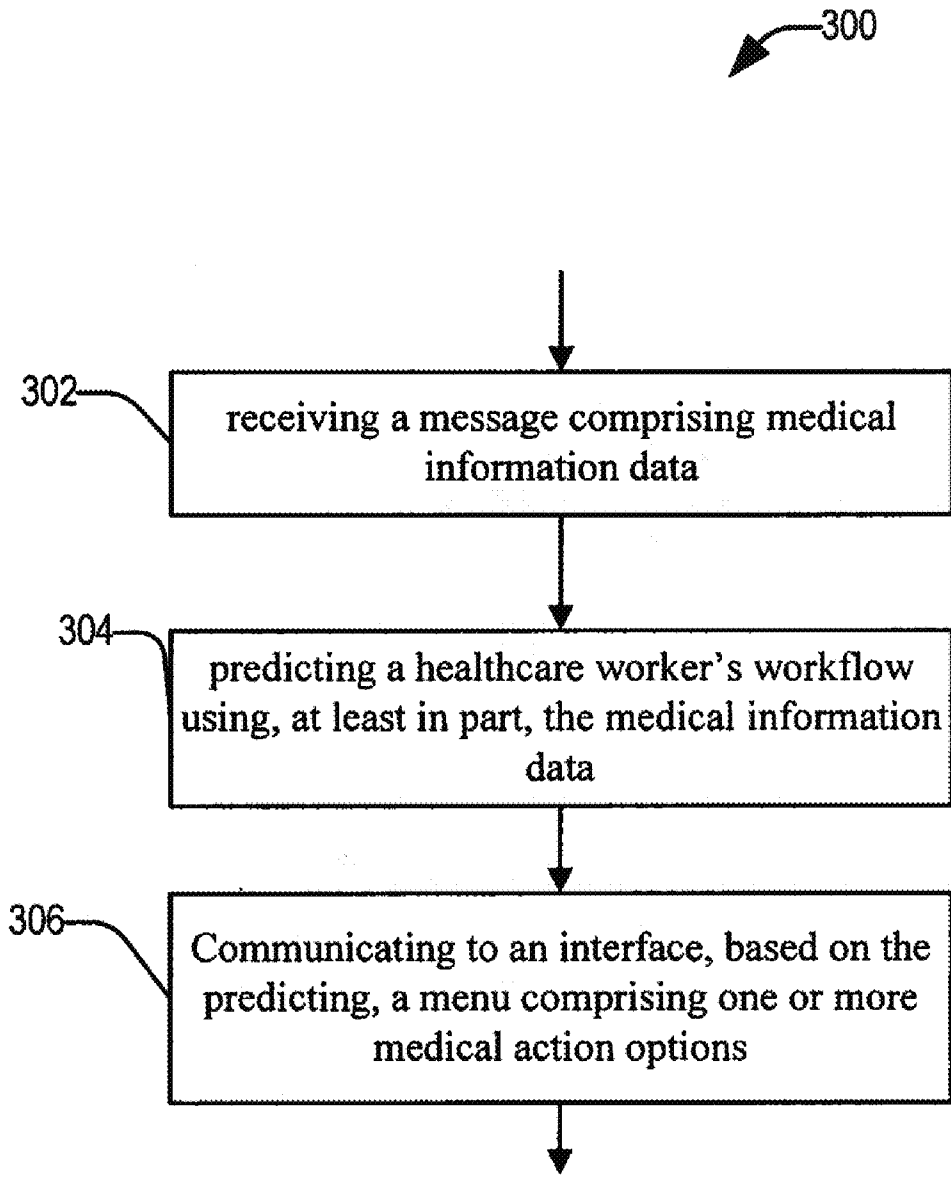 300
302
receiving a message comprising medical
information data
304
predicting a healthcare worker's workflow
using, at least in part, the medical information
data
306
Communicating to an interface, based on the
predicting, a menu comprising one or more
medical action options